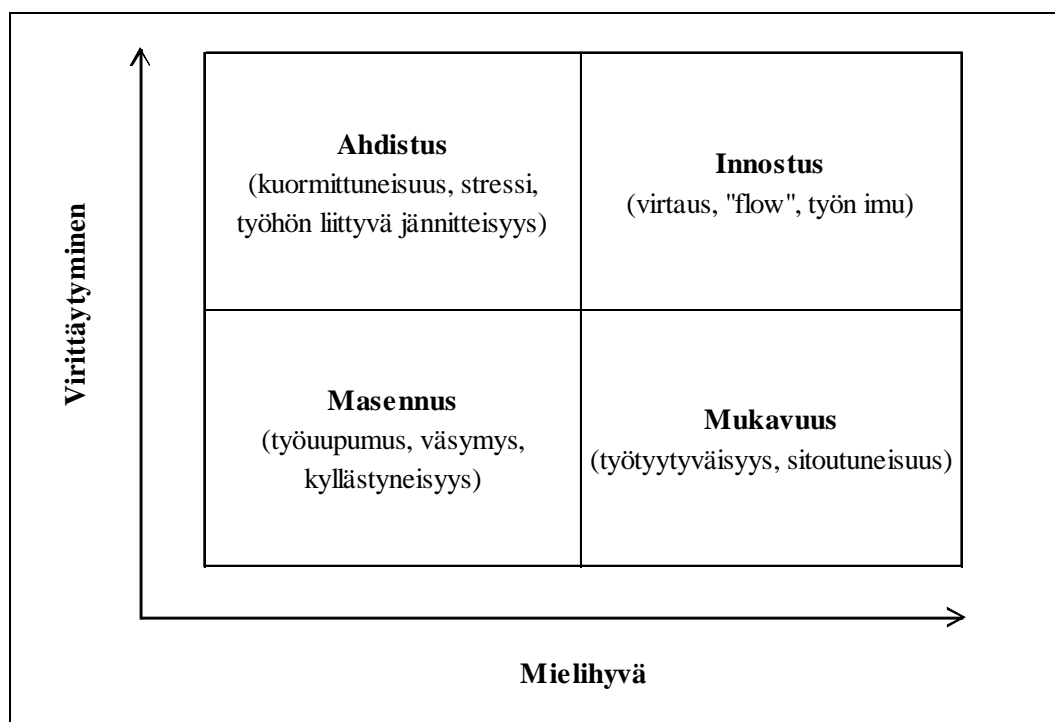 Virittäytyminen
Ahdistus
(kuormittuneisuus, stressi,
työhön liittyvä jännitteisyys)
Innostus
(virtaus, "flow", työn imu)
Masennus
(työuupumus, väsymys,
kyllästyneisyys)
Mukavuus
(työtyytyväisyys, sitoutuneisuus)
Mielihyvä